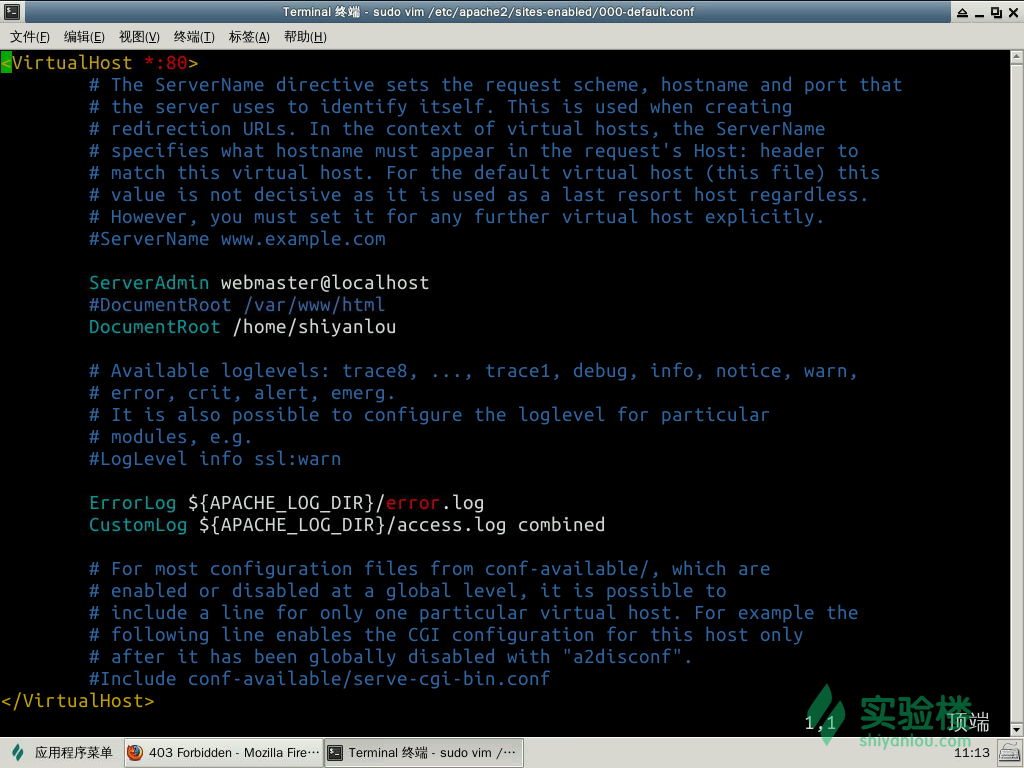 Terminal 终端 - sudo vim /etc/apache2/sites-enabled/000-default.conf
文件(F) 编辑(E) 视图(V) 终端(T) 标签(A) 帮助(H)
<VirtualHost *:80>
# The ServerName directive sets the request scheme, hostname and port that
# the server uses to identify itself. This is used when creating
# redirection URLs. In the context of virtual hosts, the ServerName
# specifies what hostname must appear in the request's Host: header to
# match this virtual host. For the default virtual host (this file) this
# value is not decisive as it is used as a last resort host regardless.
# However, you must set it for any further virtual host explicitly.
#ServerName www.example.com
ServerAdmin webmaster@localhost
#DocumentRoot /var/www/html
DocumentRoot /home/shiyanlou
# Available loglevels: trace8, ..., trace1, debug, info, notice, warn,
# error, crit, alert, emerg.
# It is also possible to configure the loglevel for particular
# modules, e.g.
#LogLevel info ssl:warn
ErrorLog ${APACHE_LOG_DIR}/error.log
CustomLog ${APACHE_LOG_DIR}/access.log combined
# For most configuration files from conf-available/, which are
# enabled or disabled at a global level, it is possible to
# include a line for only one particular virtual host. For example the
# following line enables the CGI configuration for this host only
# after it has been globally disabled with "a2disconf".
#Include conf-available/serve-cgi-bin.conf
</VirtualHost>
1,1 顶端
实验楼
shiyanlou.com
应用程序菜单 403 Forbidden - Mozilla Fire··· Terminal 终端 - sudo vim /··· 11:13